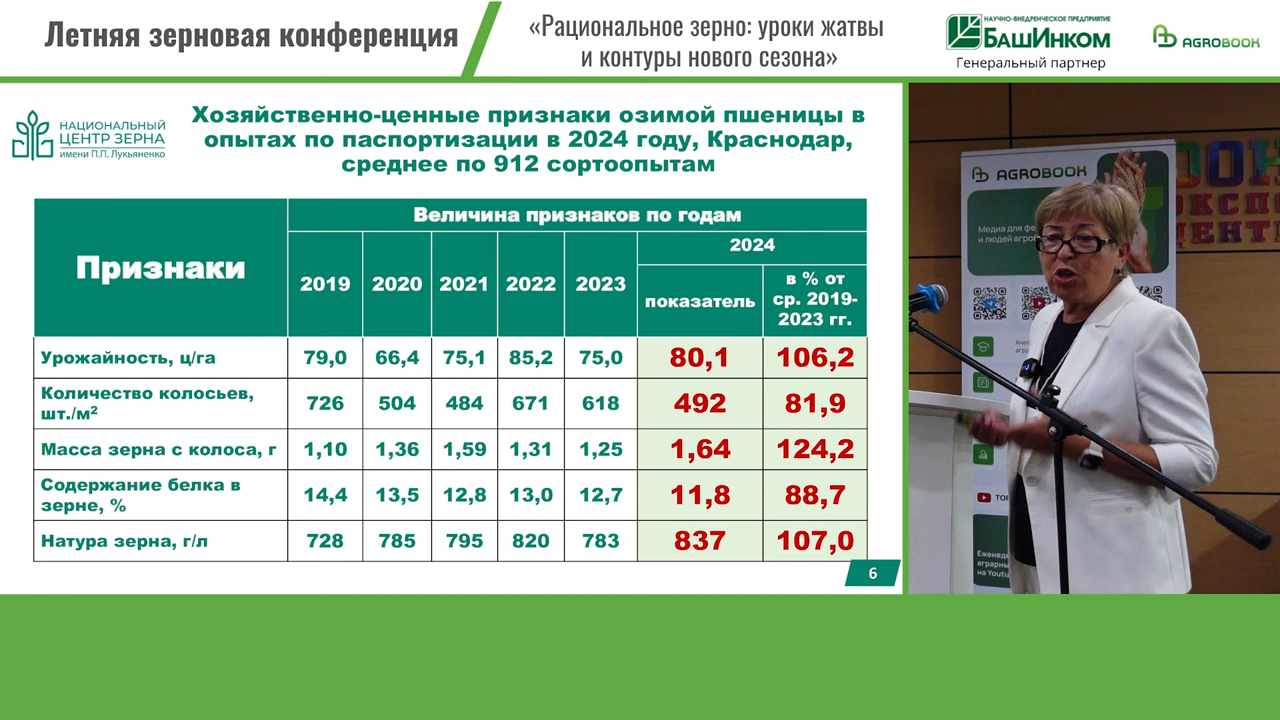 Летняя зерновая конференция
«Рациональное зерно: уроки жатвы
и контуры нового сезона»
НАУЧНО-ВНЕДРЕНЧЕСКОЕ ПРЕДПРИЯТИЕ
БашИнком
Генеральный партнер
AGROBOOK
НАЦИОНАЛЬНЫЙ
ЦЕНТР ЗЕРНА
имени П.П. Лукьяненко
Хозяйственно-ценные признаки озимой пшеницы в
опытах по паспортизации в 2024 году, Краснодар,
среднее по 912 сортоопытам
Признаки
Величина признаков по годам
2019 2020 2021 2022 2023 2024
показатель
в % от
ср. 2019-
2023 гг.
Урожайность, ц/га 79,0 66,4 75,1 85,2 75,0 80,1 106,2
Количество колосьев,
шт./м² 726 504 484 671 618 492 81,9
Масса зерна с колоса, г 1,10 1,36 1,59 1,31 1,25 1,64 124,2
Содержание белка в
зерне, % 14,4 13,5 12,8 13,0 12,7 11,8 88,7
Натура зерна, г/л 728 785 795 820 783 837 107,0
6
AGROBOOK
Медиа для
и людей
на